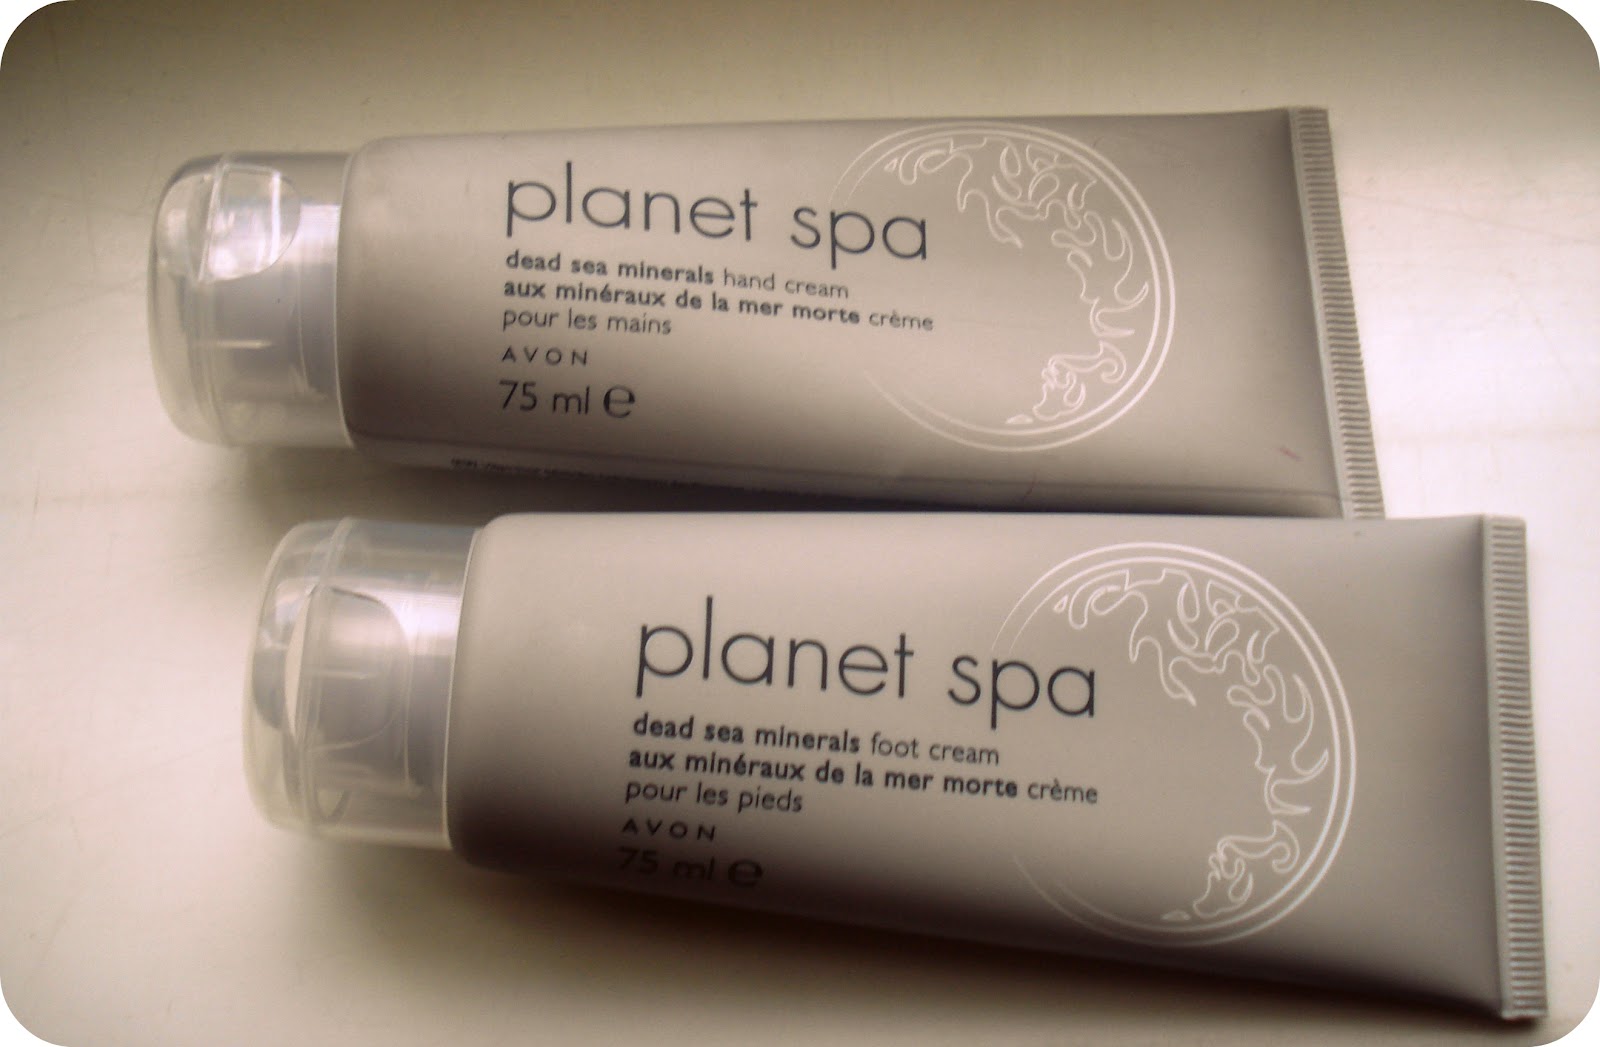 planet spa
dead sea minerals hand cream
aux minéraux de la mer morte crème
pour les mains
AVON
75 ml e
planet spa
dead sea minerals foot cream
aux minéraux de la mer morte crème
pour les pieds
AVON
75 ml e